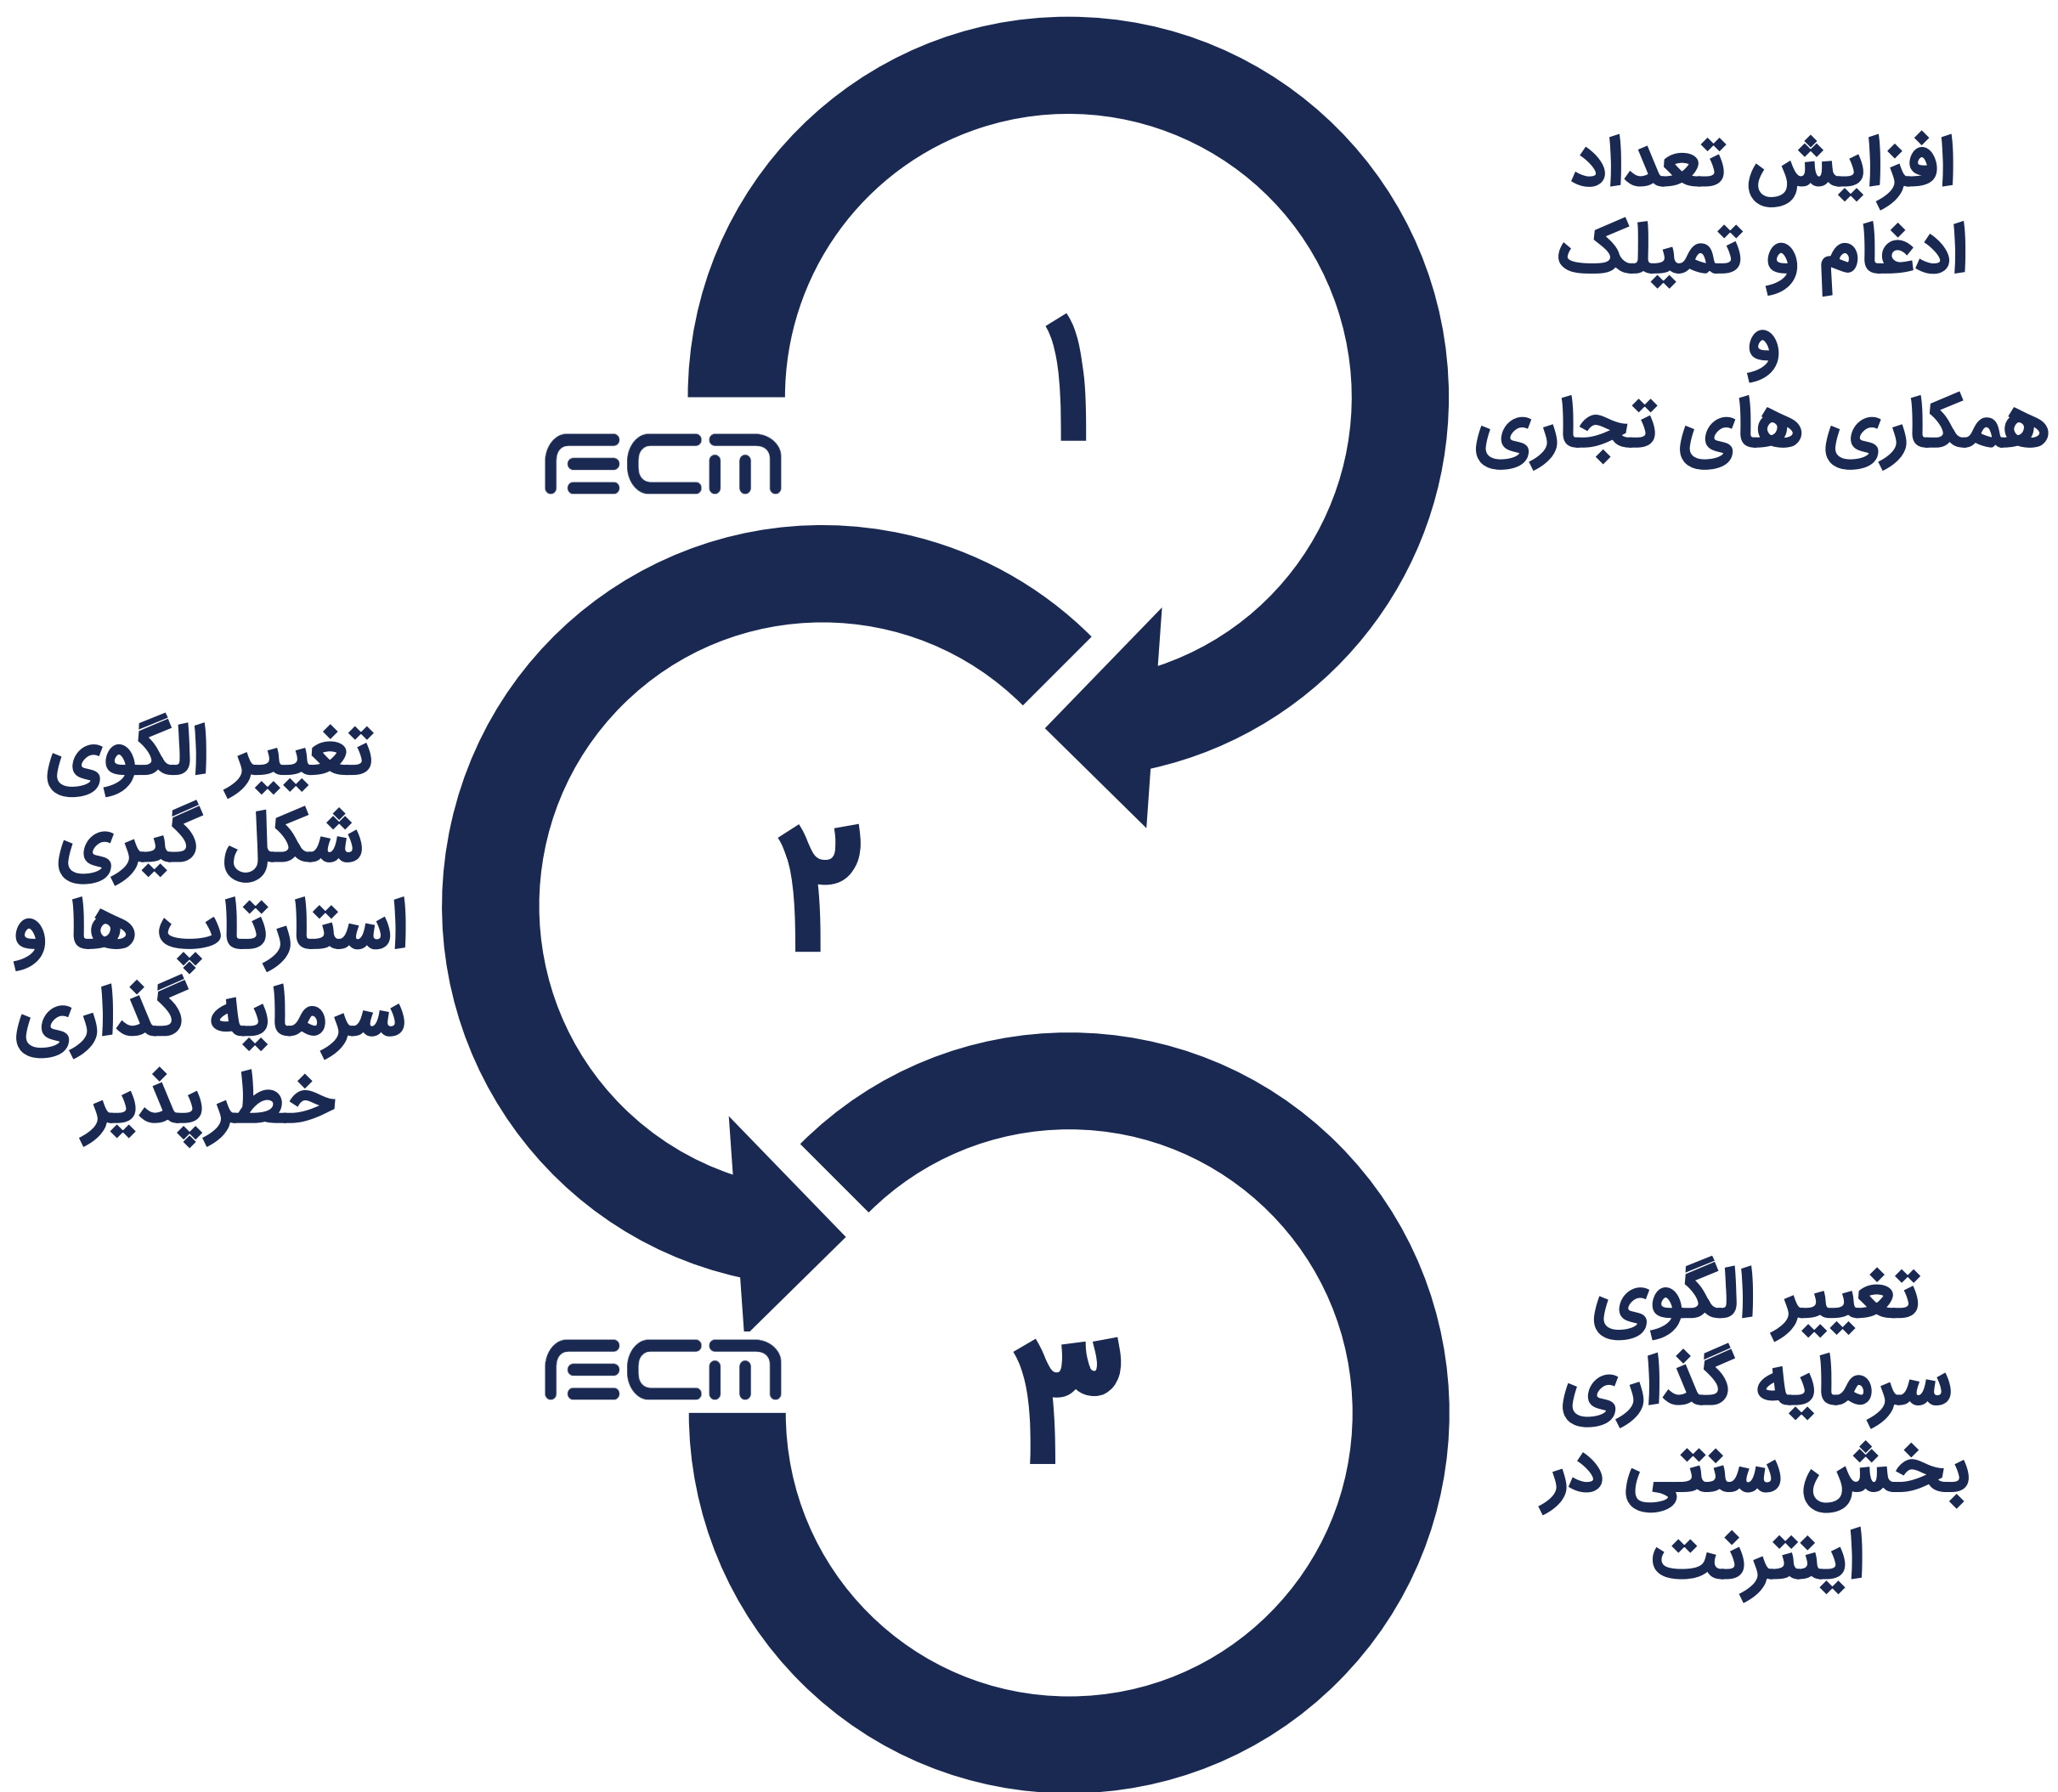 افزایش تعداد
ادغام و تمیلک
و
همکاری های تجاری
۱
ECM
تغییر الگوی
شکل گیری
استارتاپ ها و
سرمایه گذاری
خطرپذیر
۲
تغییر الگوی
سرمایه گذاری
بخش سنتی در
اینترنت
۳
ECM